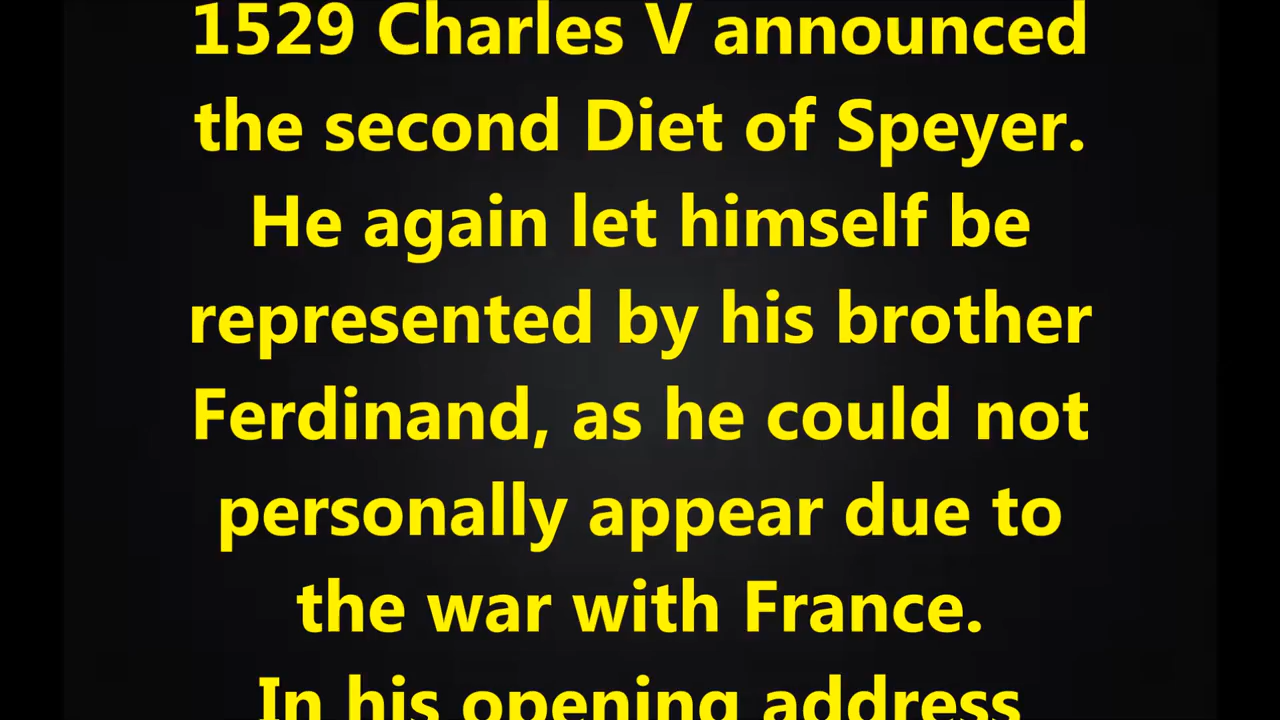 1529 Charles V announced
the second Diet of Speyer.
He again let himself be
represented by his brother
Ferdinand, as he could not
personally appear due to
the war with France.
In his opening address